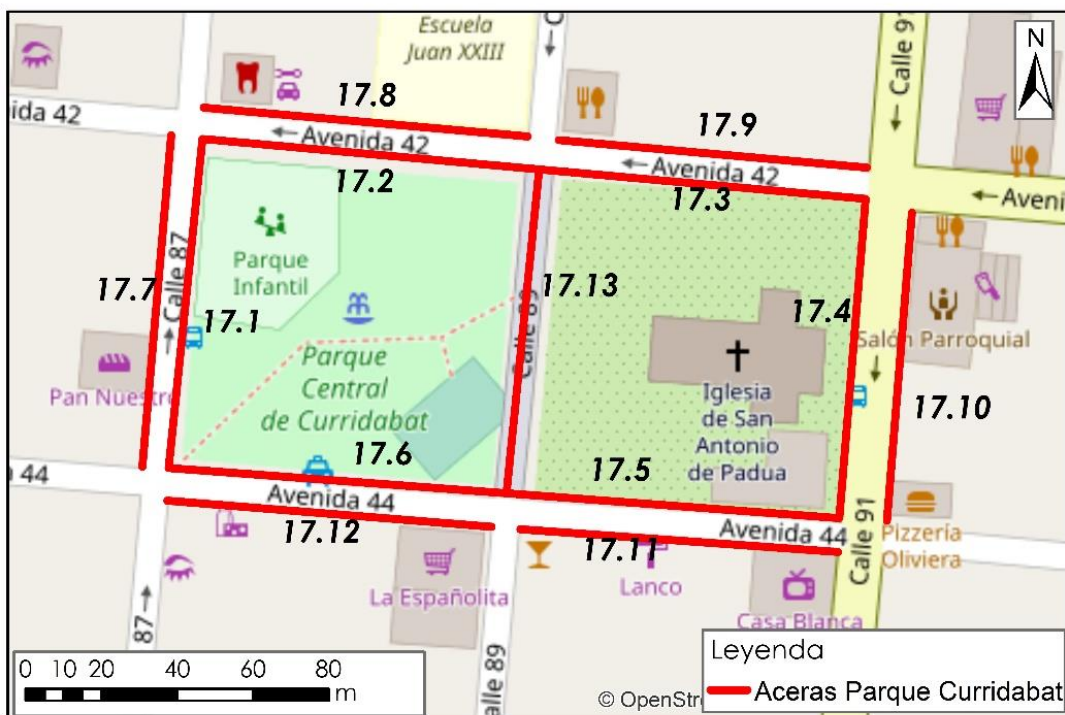 Escuela
Juan XXIII
C
Calle 91
N
ida 42
17.8
Avenida 42
17.9
Avenida 42
Aveni
17.2
17.3
Calle 87
17.7
17.1
Parque
Infantil
17.13
Calle 89
17.4
Salón Parroquial
Pan Nuestro
Parque
Central
de Curridabat
Iglesia
de San
Antonio
de Padua
17.10
17.6
17.5
44
Avenida 44
17.12
Avenida 44
17.11
Calle 91
Pizzería
Oliviera
La Españolita
Lanco
Casa Blanca
87
Calle 89
0 10 20 40 60 80
m
© OpenStr
Leyenda
Aceras Parque Curridabat